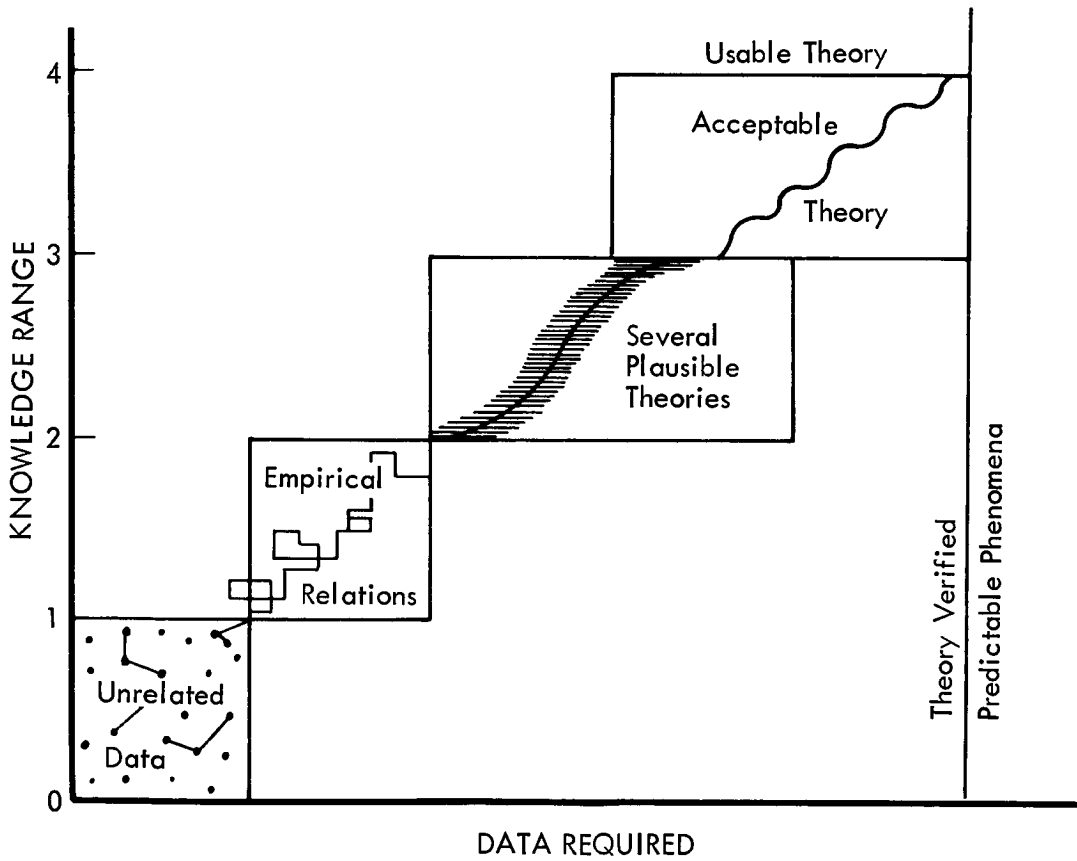 Usable Theory
4
Acceptable
Theory
3
Several
Plausible
Theories
2
Empirical
Relations
1
Unrelated
Data
0
KNOWLEDGE RANGE
Theory Verified
Predictable Phenomena
DATA REQUIRED